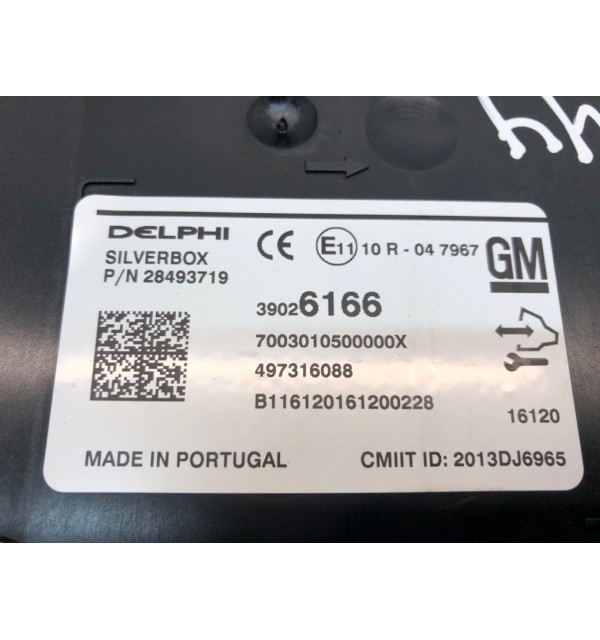 44
DELPHI
SILVERBOX
P/N 28493719
CE
E11 10 R - 04 7967
GM
39026166
7003010500000X
497316088
B116120161200228
16120
MADE IN PORTUGAL
CMIIT ID: 2013DJ6965